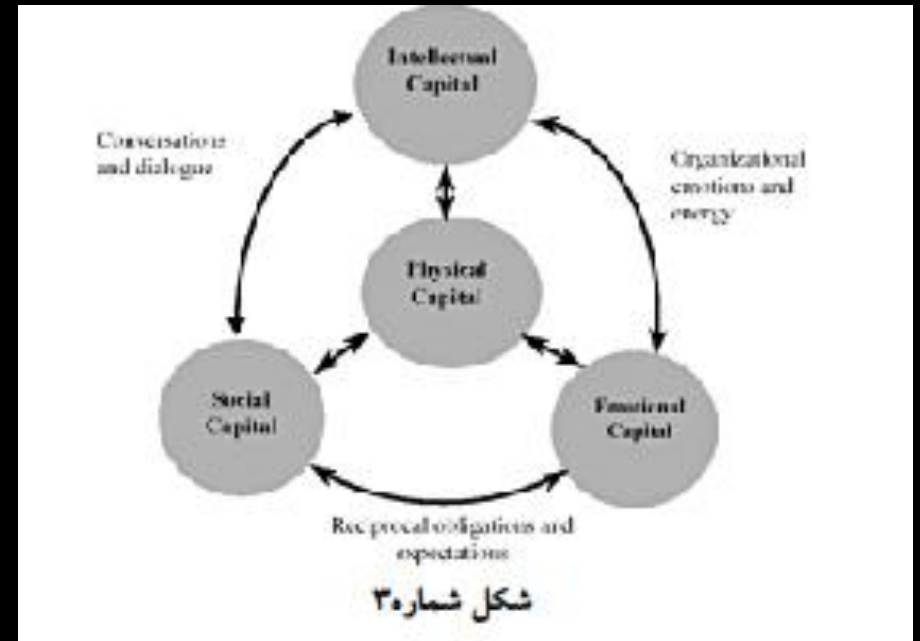 Intellectual
Capital
Conversations
and dialogue
Organizational
emotions and
energy
Physical
Capital
Social
Capital
Emotional
Capital
Reciprocal obligations and
expectations
شکل شماره۳